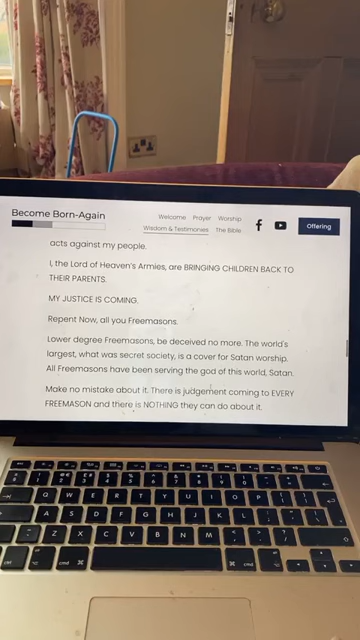 Become Born-Again
Welcome Prayer Worship
Wisdom & Testimonies The Bible
Offering
acts against my people.
I, the Lord of Heaven's Armies, are BRINGING CHILDREN BACK TO
THEIR PARENTS.
MY JUSTICE IS COMING.
Repent Now, all you Freemasons.
Lower degree Freemasons, be deceived no more. The world's
largest, what was secret society, is a cover for Satan worship.
All Freemasons have been serving the god of this world, Satan.
Make no mistake about it. There is judgement coming to EVERY
FREEMASON and there is NOTHING they can do about it.
Q W E R T Y U I O P
A S D F G H J K L
Z X C V B N M
ctrl cmd cmd ctrl